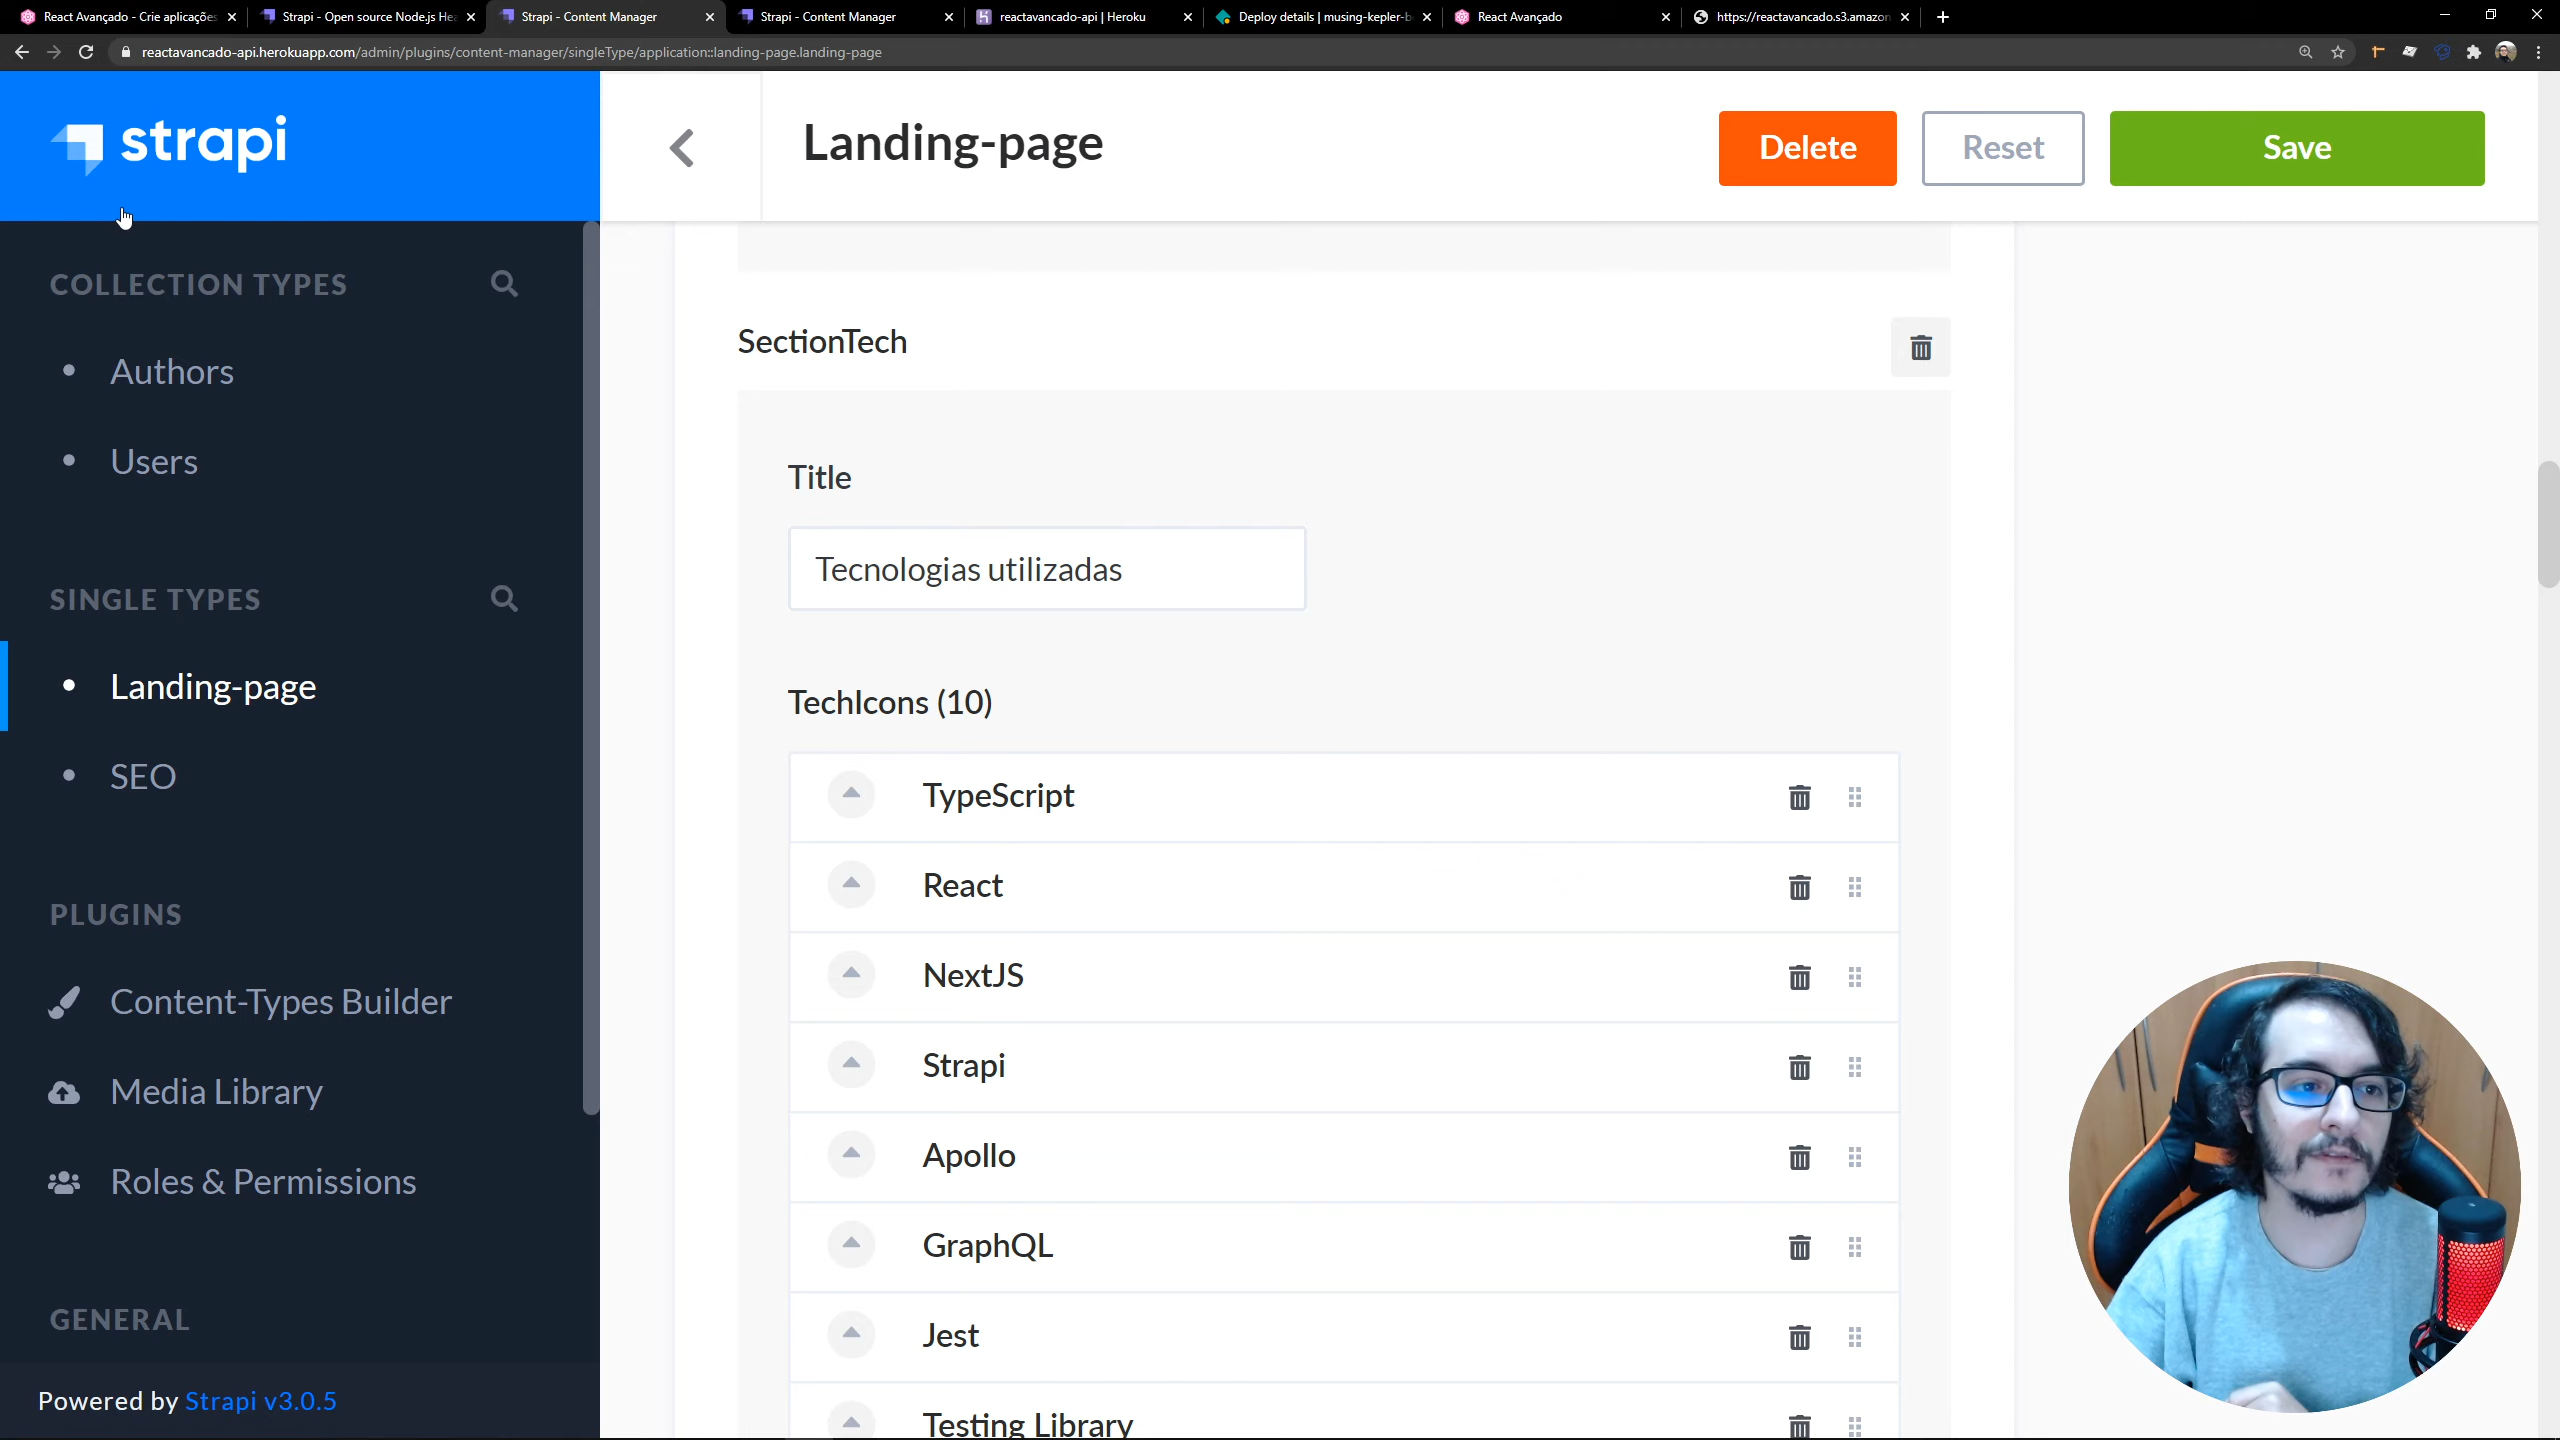 React Avançado - Crie aplicaçõe
Strapi - Open source Node.js He
Strapi - Content Manager
Strapi - Content Manager
reactavancado-api | Heroku
Deploy details | musing-kepler-b
React Avançado
https://reactavancado.s3.amazon
reactavancado-api.herokuapp.com/admin/plugins/content-manager/singleType/application::landing-page.landing-page
strapi
Landing-page
Delete
Reset
Save
COLLECTION TYPES
Authors
Users
SINGLE TYPES
Landing-page
SEO
PLUGINS
Content-Types Builder
Media Library
Roles & Permissions
GENERAL
Powered by Strapi v3.0.5
SectionTech
Title
Tecnologias utilizadas
TechIcons (10)
TypeScript
React
NextJS
Strapi
Apollo
GraphQL
Jest
Testing Library